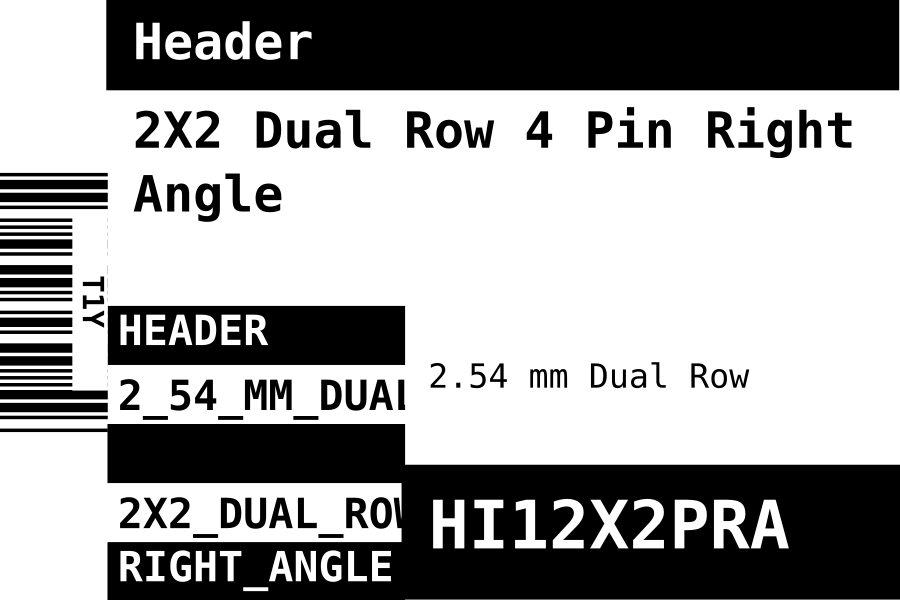 Header
2X2 Dual Row 4 Pin Right
Angle
T1Y
HEADER
2_54_MM_DUAL
2.54 mm Dual Row
2X2_DUAL_ROW
RIGHT_ANGLE
HI12X2PRA